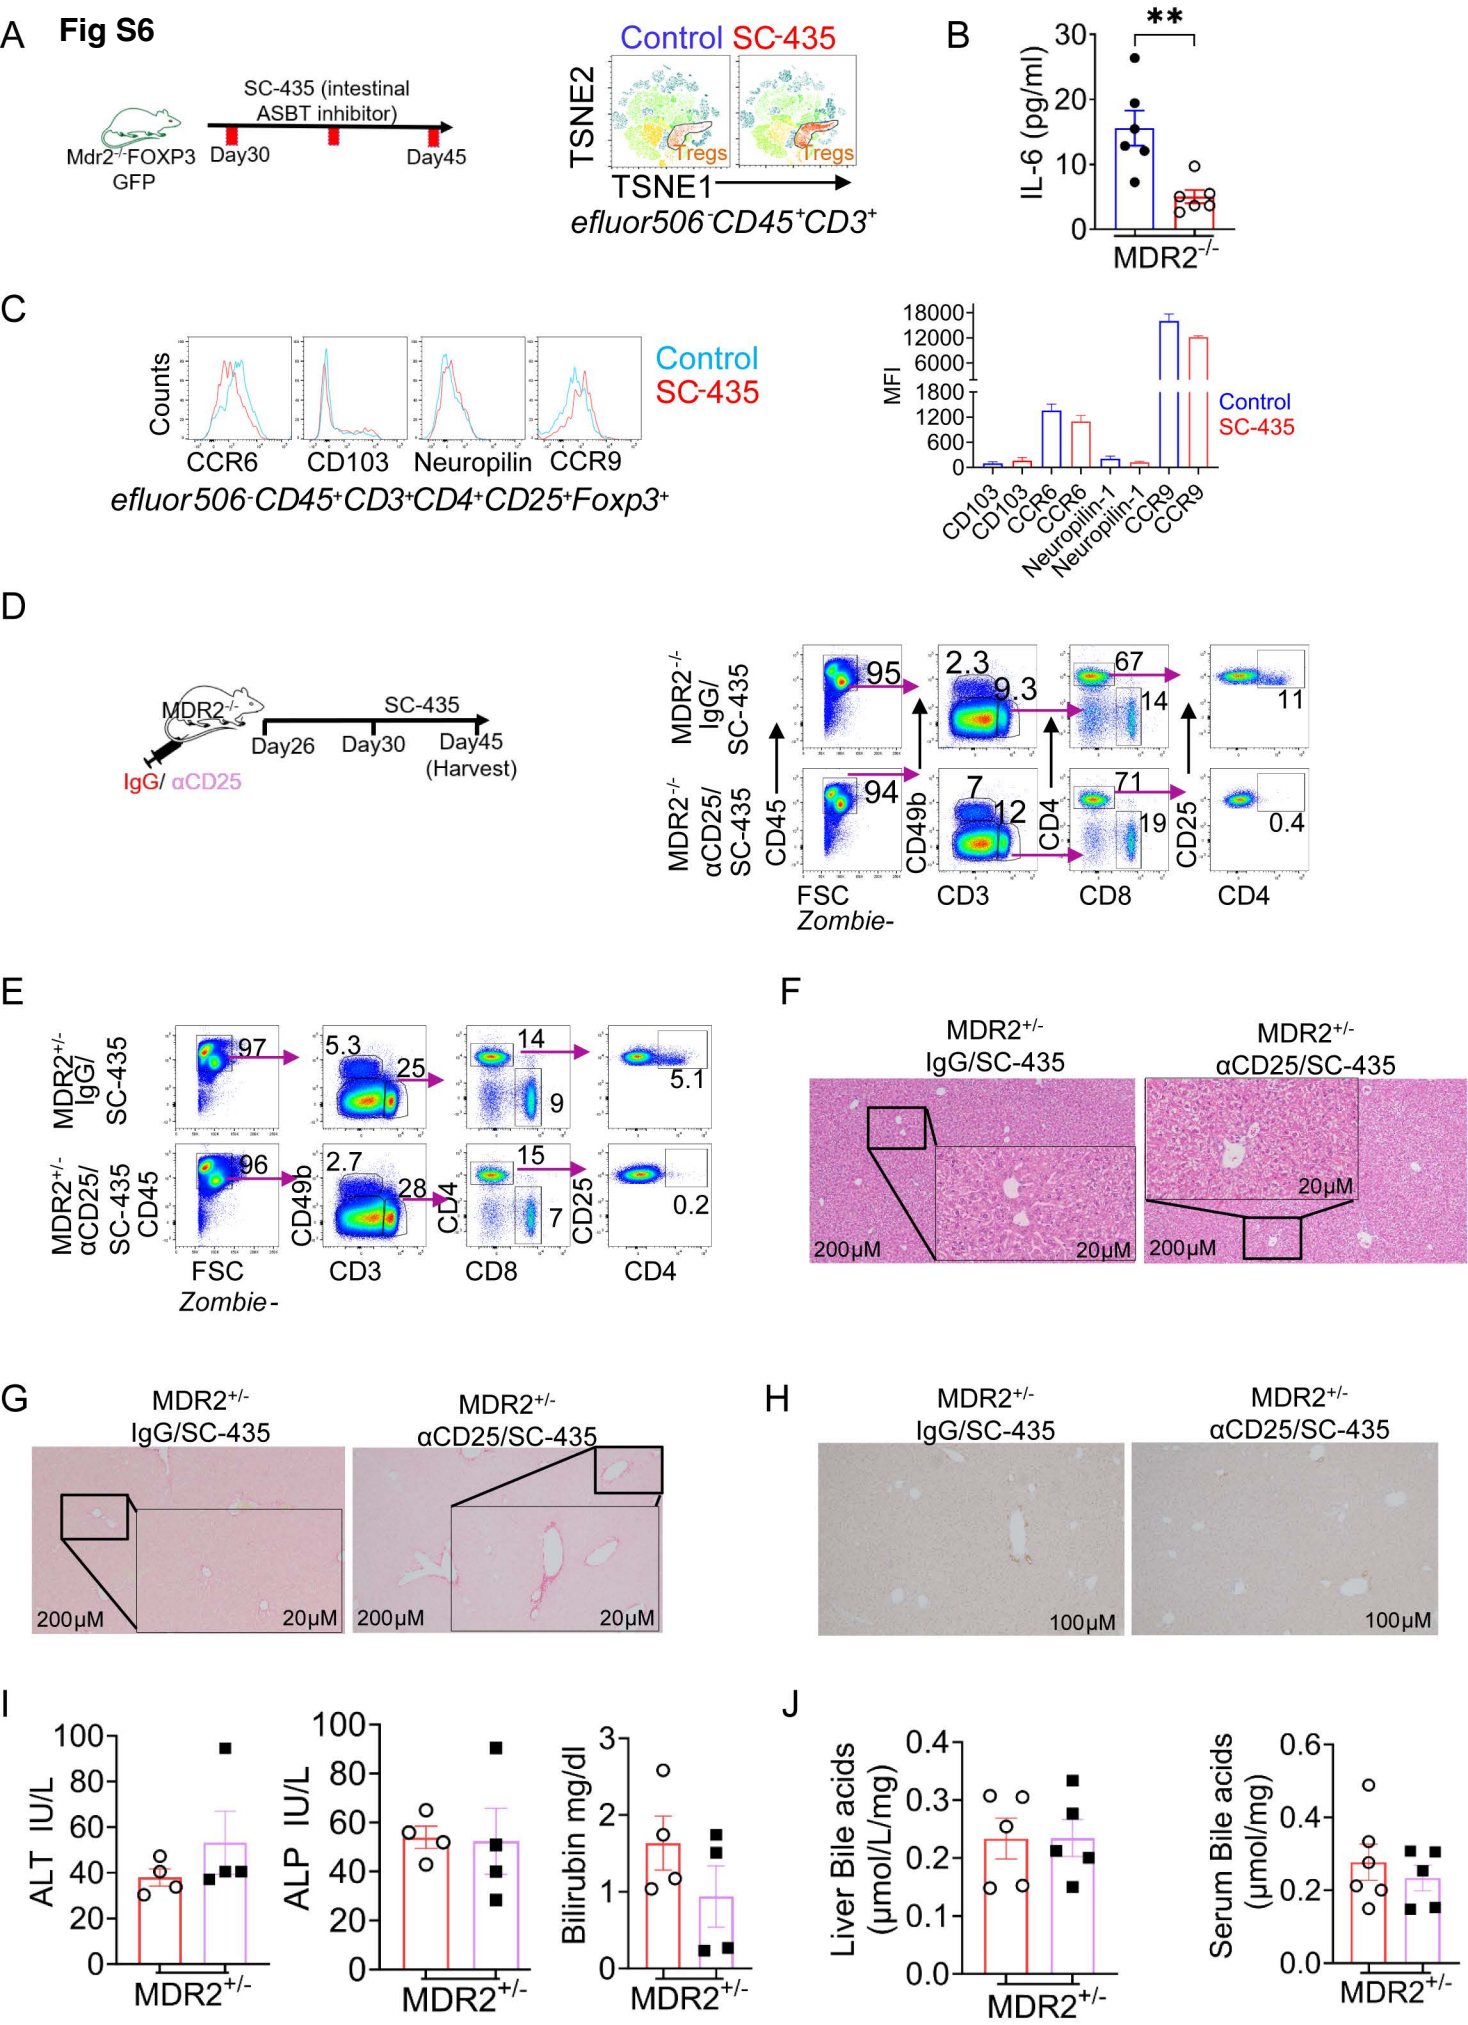 A
Fig S6
SC-435 (intestinal
ASBT inhibitor)
Mdr2-/-FOXP3
GFP
Day30
Day45
Control SC-435
TSNE2
Tregs
Tregs
TSNE1
efluor506-CD45+CD3+
B
**
IL-6 (pg/ml)
30
20
10
0
MDR2-/-
C
Counts
CCR6
CD103
Neuropilin
CCR9
efluor506-CD45+CD3+CD4+CD25+Foxp3+
Control
SC-435
MFI
18000
12000
6000
1800
1200
600
0
CD103
CD103
CCR6
CCR6
Neuropilin-1
Neuropilin-1
CCR9
CCR9
Control
SC-435
D
MDR2-/-
IgG/ αCD25
SC-435
Day26
Day30
Day45
(Harvest)
MDR2-/-
IgG/
SC-435
95
2.3
9.3
67
14
11
MDR2-/-
αCD25/
SC-435
94
7
12
71
19
0.4
CD45
CD49b
CD4
CD25
FSC
CD3
CD8
CD4
Zombie-
E
MDR2+/-
IgG/
SC-435
97
5.3
25
14
9
5.1
MDR2+/-
αCD25/
SC-435
96
2.7
28
15
7
0.2
CD45
CD49b
CD4
CD25
FSC
CD3
CD8
CD4
Zombie-
F
MDR2+/-
IgG/SC-435
MDR2+/-
αCD25/SC-435
200μM
20μM
200μM
20μM
G
MDR2+/-
IgG/SC-435
MDR2+/-
αCD25/SC-435
200μM
20μM
200μM
20μM
H
MDR2+/-
IgG/SC-435
MDR2+/-
αCD25/SC-435
100μM
100μM
I
ALT IU/L
100
80
60
40
20
0
MDR2+/-
ALP IU/L
100
80
60
40
20
0
MDR2+/-
Bilirubin mg/dl
3
2
1
0
MDR2+/-
J
Liver Bile acids
(μmol/L/mg)
0.4
0.3
0.2
0.1
0.0
MDR2+/-
Serum Bile acids
(μmol/mg)
0.6
0.4
0.2
0.0
MDR2+/-